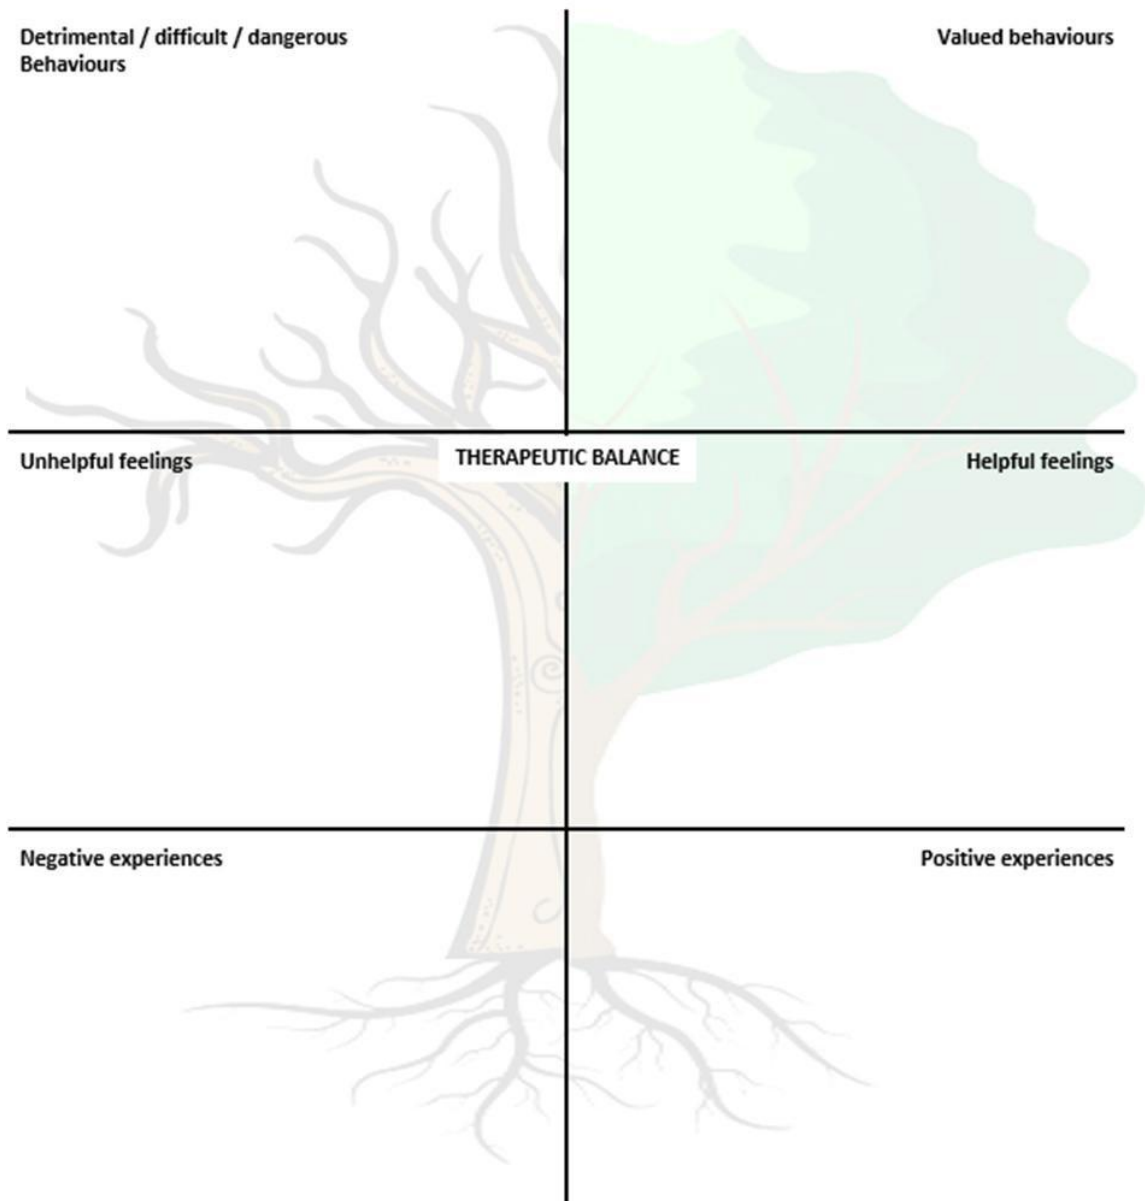 Detrimental / difficult / dangerous
Behaviours
Valued behaviours
THERAPEUTIC BALANCE
Unhelpful feelings
Helpful feelings
Negative experiences
Positive experiences